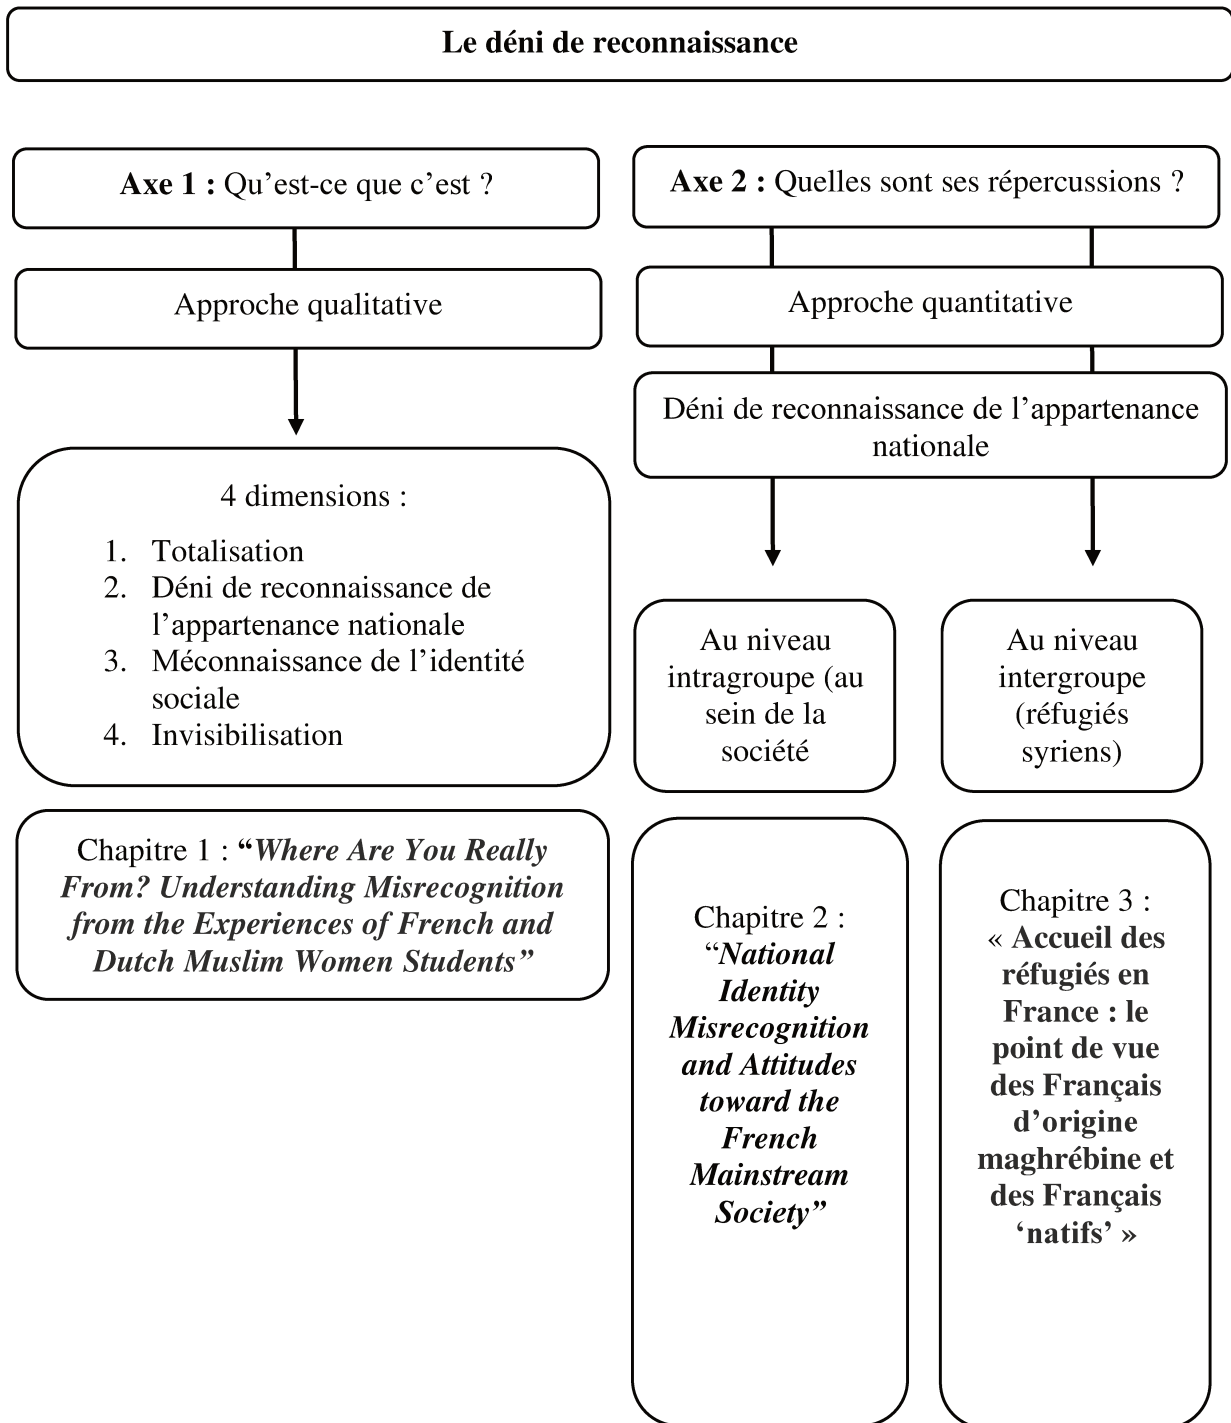 Le déni de reconnaissance
Axe 1 : Qu’est-ce que c’est ?
Approche qualitative
4 dimensions :
1. Totalisation
2. Déni de reconnaissance de
l’appartenance nationale
3. Méconnaissance de l’identité
sociale
4. Invisibilisation
Chapitre 1 : “Where Are You Really
From? Understanding Misrecognition
from the Experiences of French and
Dutch Muslim Women Students”
Axe 2 : Quelles sont ses répercussions ?
Approche quantitative
Déni de reconnaissance de l’appartenance
nationale
Au niveau
intragroupe (au
sein de la
société
Au niveau
intergroupe
(réfugiés
syriens)
Chapitre 2 :
“National
Identity
Misrecognition
and Attitudes
toward the
French
Mainstream
Society”
Chapitre 3 :
« Accueil des
réfugiés en
France : le
point de vue
des Français
d’origine
maghrébine et
des Français
‘natifs’ »